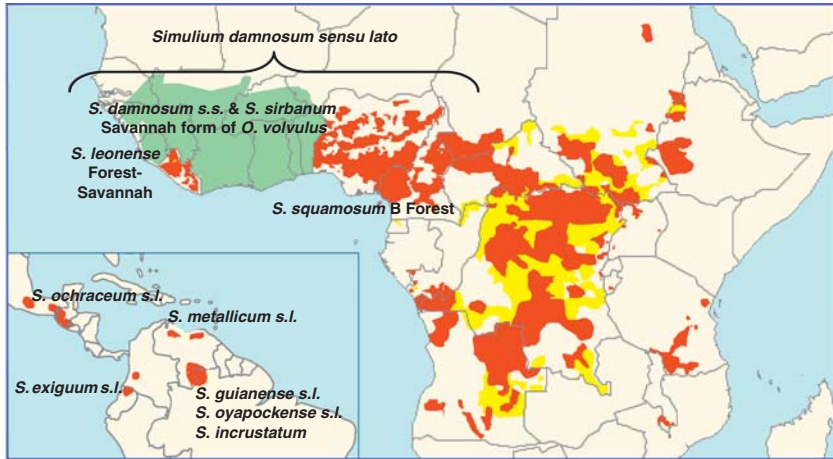 Simulium damnosum sensu lato
S. damnosum s.s. & S. sirbanum
Savannah form of O. volvulus
S. leonense
Forest-
Savannah
S. squamosum B Forest
S. ochraceum s.l.
S. metallicum s.l.
S. exiguum s.l.
S. guianense s.l.
S. oyapockense s.l.
S. incrustatum